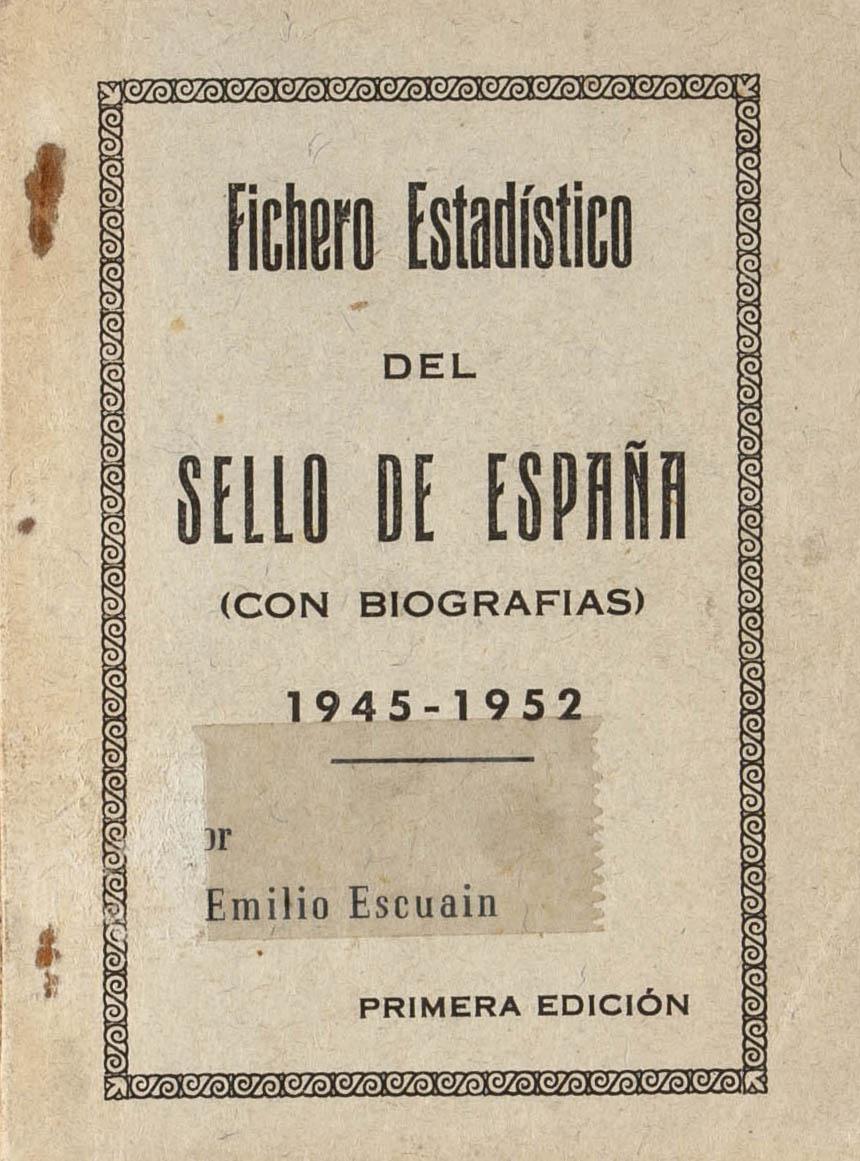 Fichero Estadístico
DEL
SELLO DE ESPAÑA
(CON BIOGRAFIAS)
1945-1952
or
Emilio Escuain
PRIMERA EDICIÓN